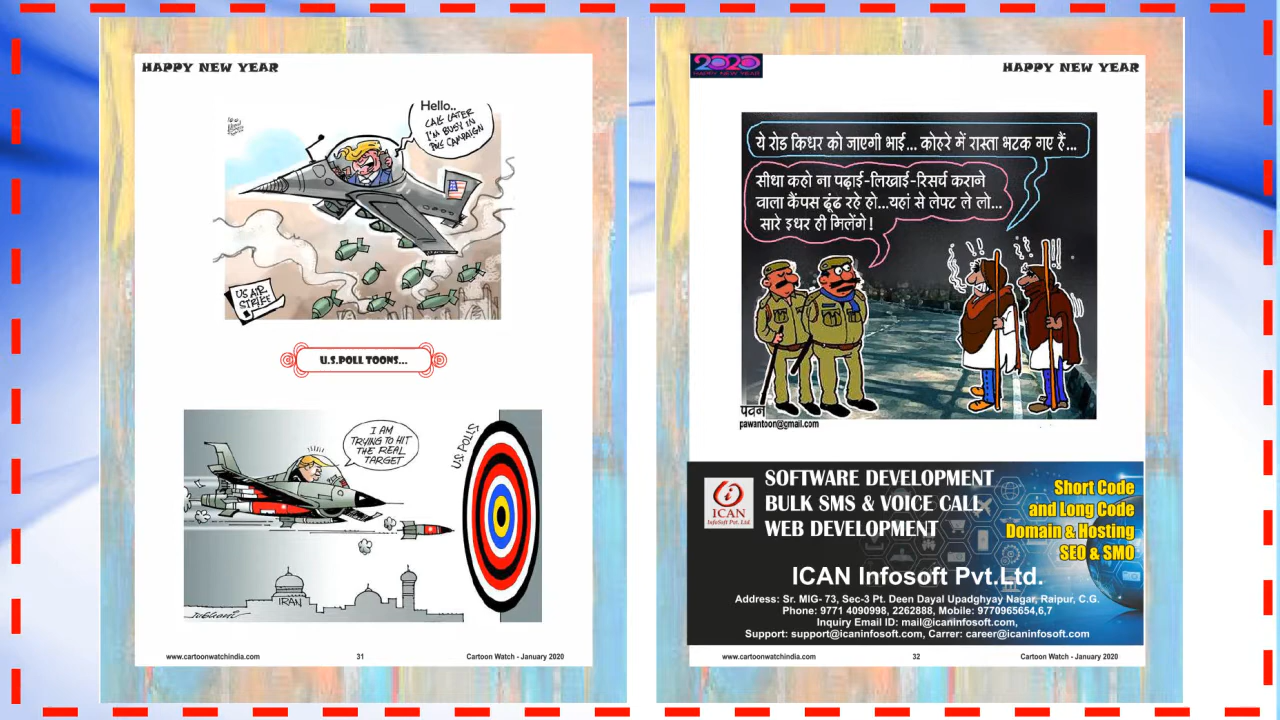 HAPPY NEW YEAR
Hello..
CALL LATER
I'M BUSY IN
CAMPAIGN
US AIR
STRIKE
U.S.POLL TOONS...
I AM
TRYING TO HIT
THE REAL
TARGET
U.S. POLLS
IRAN
www.cartoonwatchindia.com
31
Cartoon Watch - January 2020
2020
HAPPY NEW YEAR
HAPPY NEW YEAR
ये रोड किधर को जाएगी भाई... कोहरे में रास्ता भटक गए हैं...
सीधा कहो ना पढ़ाई-लिखाई-रिसर्च कराने
वाला कैंपस ढूंढ रहे हो...यहां से लेफ्ट ले लो...
सारे इधर ही मिलेंगे!
पवन
pawantoon@gmail.com
ICAN
InfoSoft Pvt. Ltd
SOFTWARE DEVELOPMENT
BULK SMS & VOICE CALL
WEB DEVELOPMENT
Short Code
and Long Code
Domain & Hosting
SEO & SMO
ICAN Infosoft Pvt.Ltd.
Address: Sr. MIG- 73, Sec-3 Pt. Deen Dayal Upadghyay Nagar, Raipur, C.G.
Phone: 9771 4090998, 2262888, Mobile: 9770965654,6,7
Inquiry Email ID: mail@icaninfosoft.com,
Support: support@icaninfosoft.com, Carrer: career@icaninfosoft.com
www.cartoonwatchindia.com
32
Cartoon Watch - January 2020